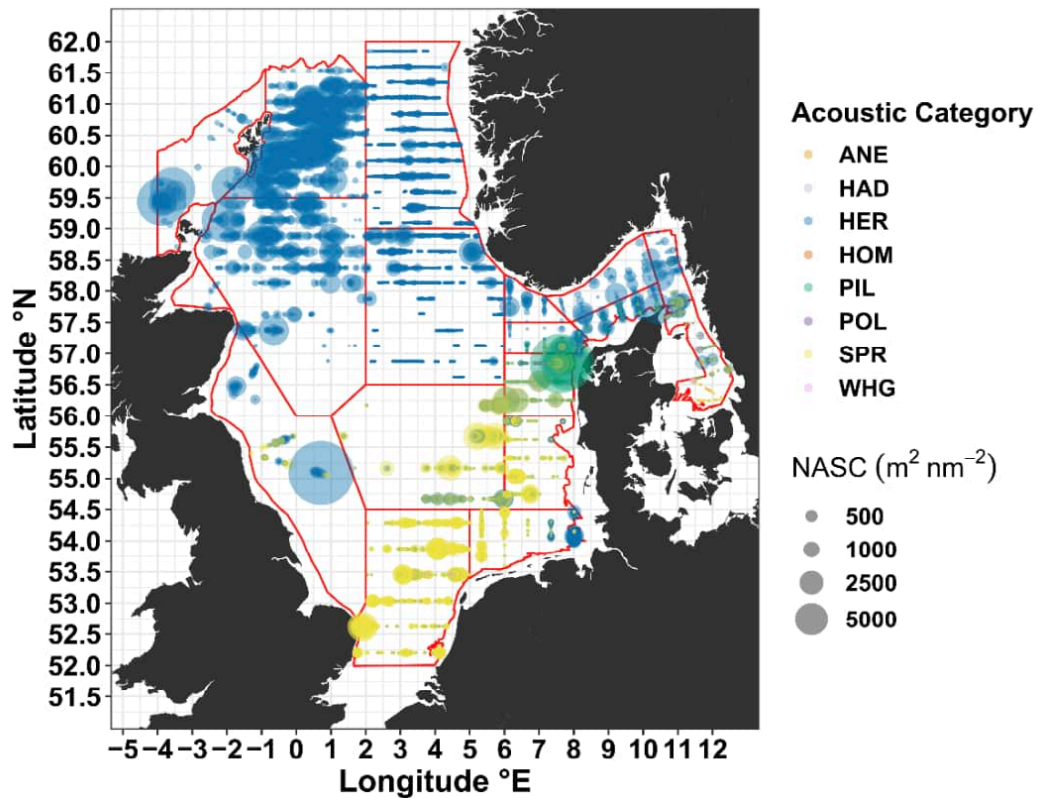 62.0
61.5
61.0
60.5
60.0
59.5
59.0
58.5
58.0
57.5
57.0
56.5
56.0
55.5
55.0
54.5
54.0
53.5
53.0
52.5
52.0
51.5
Latitude °N
−5 −4 −3 −2 −1 0 1 2 3 4 5 6 7 8 9 10 11 12
Longitude °E
Acoustic Category
ANE
HAD
HER
HOM
PIL
POL
SPR
WHG
NASC (m² nm⁻²)
500
1000
2500
5000